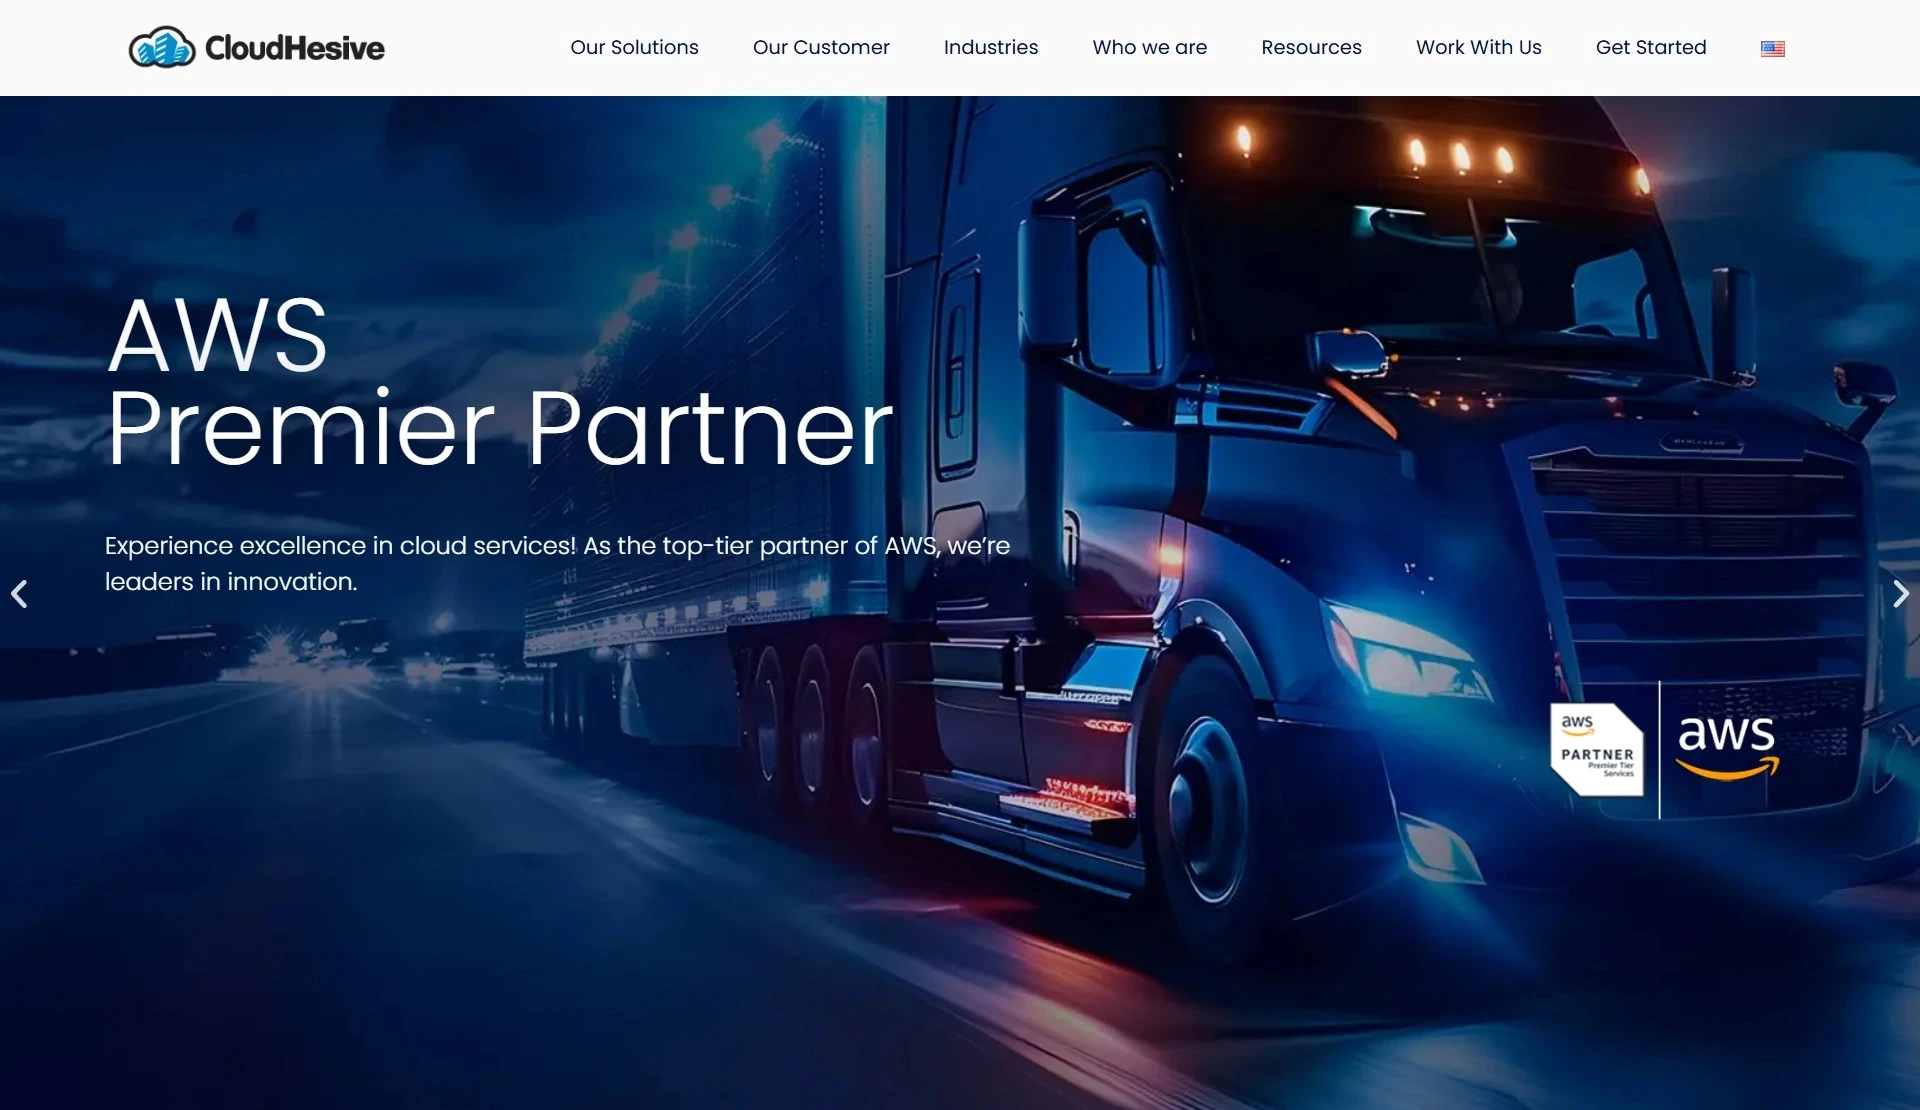 CloudHesive
Our Solutions
Our Customer
Industries
Who we are
Resources
Work With Us
Get Started
AWS
Premier Partner
Experience excellence in cloud services! As the top-tier partner of AWS, we’re
leaders in innovation.
aws
PARTNER
Premier Tier
Services
aws